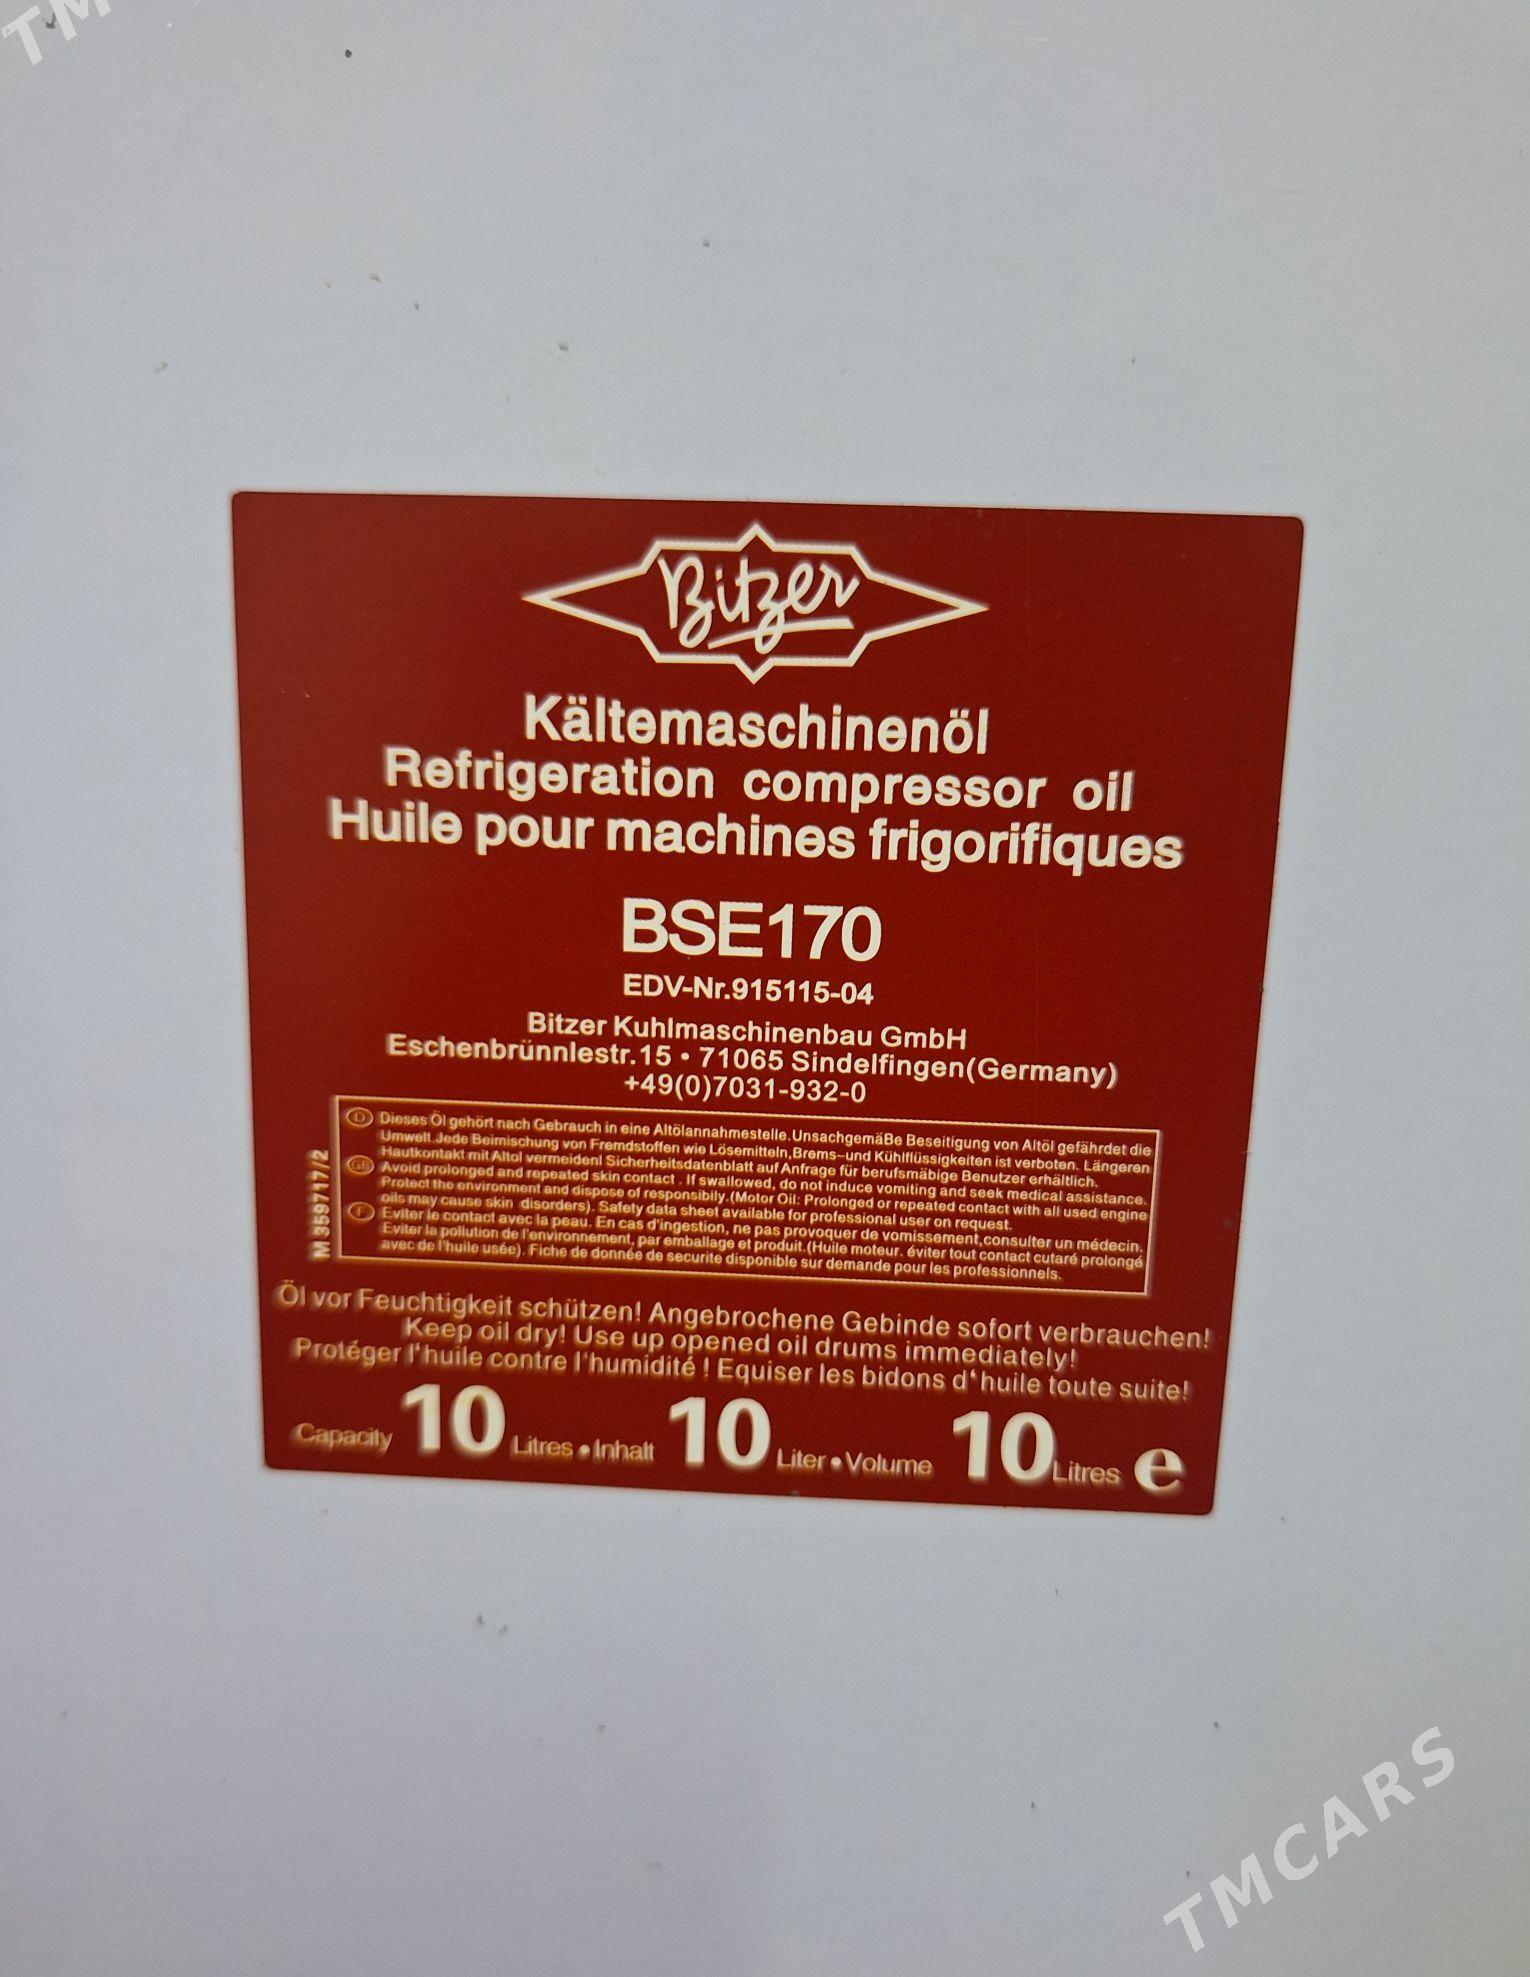 TM
Bitzer
Kältemaschinenöl
Refrigeration compressor oil
Huile pour machines frigorifiques
BSE170
EDV-Nr.915115-04
Bitzer Kuhlmaschinenbau GmbH
Eschenbrünnlestr.15 • 71065 Sindelfingen(Germany)
+49(0)7031-932-0
M 359717/2
D Dieses Öl gehört nach Gebrauch in eine Altölannahmestelle.UnsachgemäBe Beseitigung von Altöl gefährdet die
Umwelt.Jede Beimischung von Fremdstoffen wie Lösemitteln,Brems-und Kühlflüssigkeiten ist verboten. Längeren
Hautkontakt mit Altol vermeidenl Sicherheitsdatenblatt auf Anfrage für berufsmäbige Benutzer erhältlich.
GB Avoid prolonged and repeated skin contact . If swallowed, do not induce vomiting and seek medical assistance.
Protect the environment and dispose of responsibily.(Motor Oil: Prolonged or repeated contact with all used engine
oils may cause skin disorders). Safety data sheet available for professional user on request.
F Eviter le contact avec la peau. En cas d'ingestion, ne pas provoquer de vomissement,consulter un médecin.
Eviter la pollution de l'environnement, par emballage et produit.(Huile moteur. éviter tout contact cutaré prolongé
avec de l'huile usée). Fiche de donnée de securite disponible sur demande pour les professionnels.
Öl vor Feuchtigkeit schützen! Angebrochene Gebinde sofort verbrauchen!
Keep oil dry! Use up opened oil drums immediately!
Protéger l'huile contre l'humidité ! Equiser les bidons d'huile toute suite!
Capacity 10 Litres • Inhalt 10 Liter • Volume 10 Litres e
TMCARS